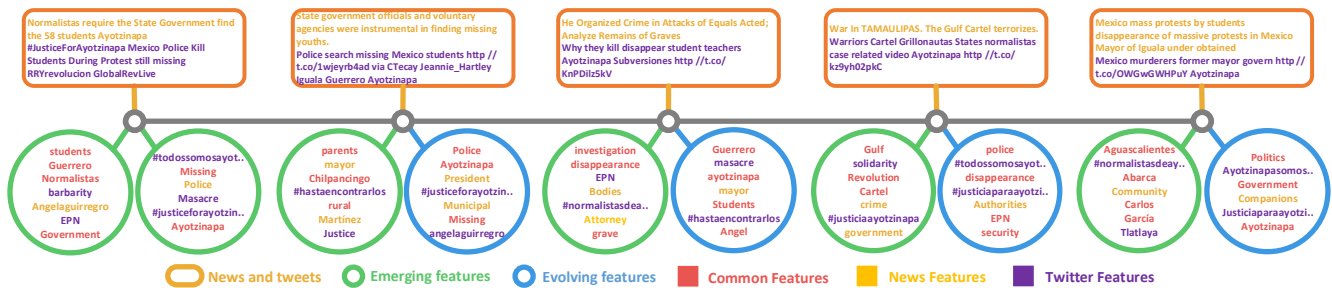 Normalistas require the State Government find
the 58 students Ayotzinapa
#JusticeForAyotzinapa Mexico Police Kill
Students During Protest still missing
RRYrevolucion GlobalRevLive
State government officials and voluntary
agencies were instrumental in finding missing
youths.
Police search missing Mexico students http //
t.co/1wjeyrb4ad via CTecay Jeannie_Hartley
Iguala Guerrero Ayotzinapa
He Organized Crime in Attacks of Equals Acted;
Analyze Remains of Graves
Why they kill disappear student teachers
Ayotzinapa Subversiones http //t.co/
KnPDilz5kV
War In TAMAULIPAS. The Gulf Cartel terrorizes.
Warriors Cartel Grillonautas States normalistas
case related video Ayotzinapa http //t.co/
kz9yh02pkC
Mexico mass protests by students
disappearance of massive protests in Mexico
Mayor of Iguala under obtained
Mexico murderers former mayor govern http //
t.co/OWGwGWHPuY Ayotzinapa
students
Guerrero
Normalistas
barbarity
Angelaguirregro
EPN
Government
#todossomosayot..
Missing
Police
Masacre
#justiceforayotzin..
Ayotzinapa
parents
mayor
Chilpancingo
#hastaencontrarlos
rural
Martínez
Justice
Police
Ayotzinapa
President
#justiceforayotzin..
Municipal
Missing
angelaguirregro
investigation
disappearance
EPN
Bodies
#normalistasdea..
Attorney
grave
Guerrero
masacre
ayotzinapa
mayor
Students
#hastaencontrarlos
Angel
Gulf
solidarity
Revolution
Cartel
crime
#justiciaayotzinapa
government
police
#todossomosayot..
disappearance
#justiciaparaayotzi..
Authorities
EPN
security
Aguascalientes
#normalistasdeay..
Abarca
Community
Carlos
García
Tlatlaya
Politics
Ayotzinapasomos..
Government
Companions
Justiciaparaayotzi..
Ayotzinapa
News and tweets
Emerging features
Evolving features
Common Features
News Features
Twitter Features